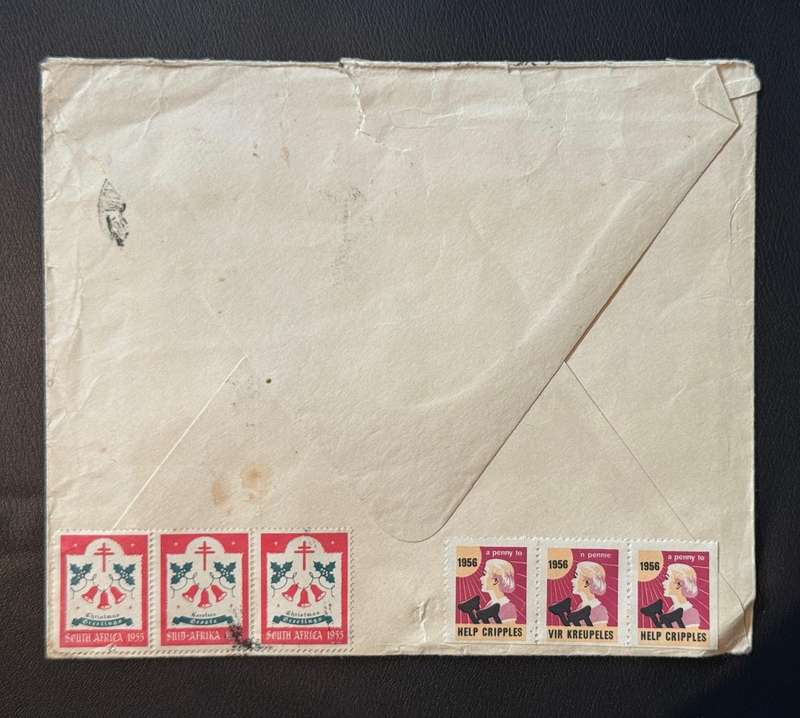 Christmas
Greetings
SOUTH AFRICA 1955
Kersfees
Groete
SUID-AFRIKA
Christmas
Greetings
SOUTH AFRICA 1955
a penny to
1956
HELP CRIPPLES
'n pennie
1956
VIR KREUPELES
a penny to
1956
HELP CRIPPLES